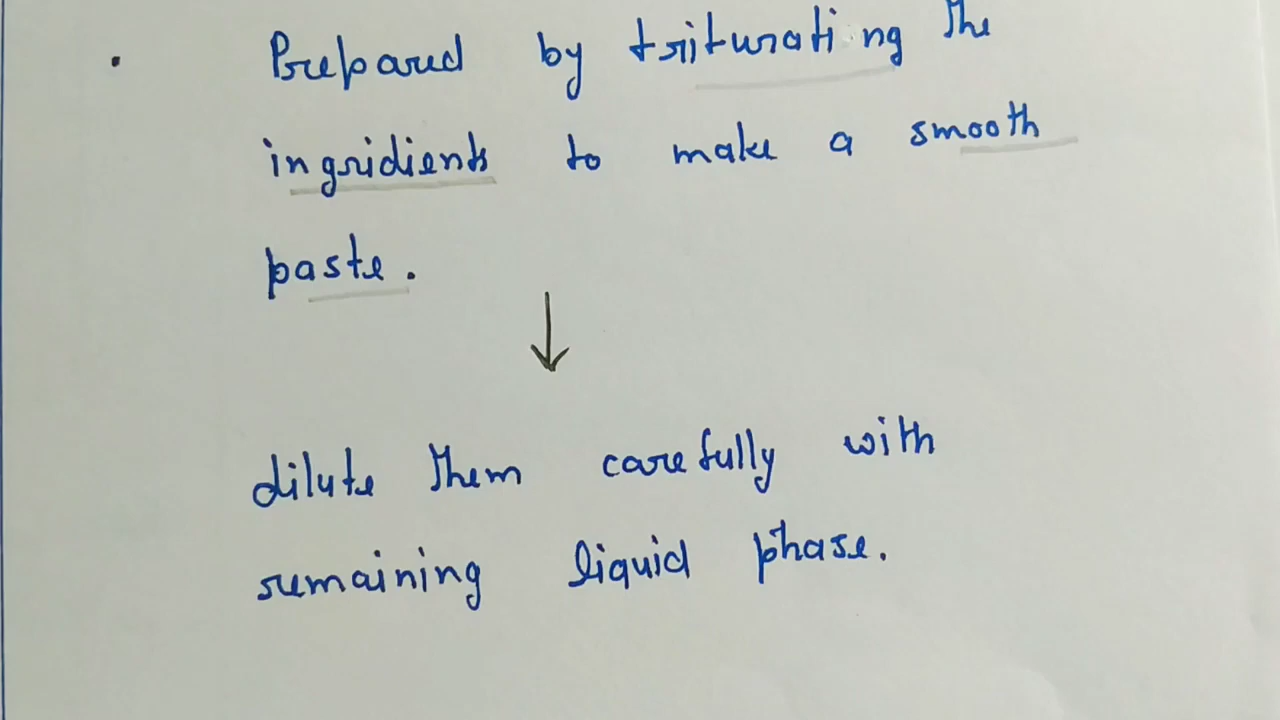 . Prepared by triturating the
ingridients to make a smooth
paste.
↓
dilute them carefully with
remaining liquid phase.